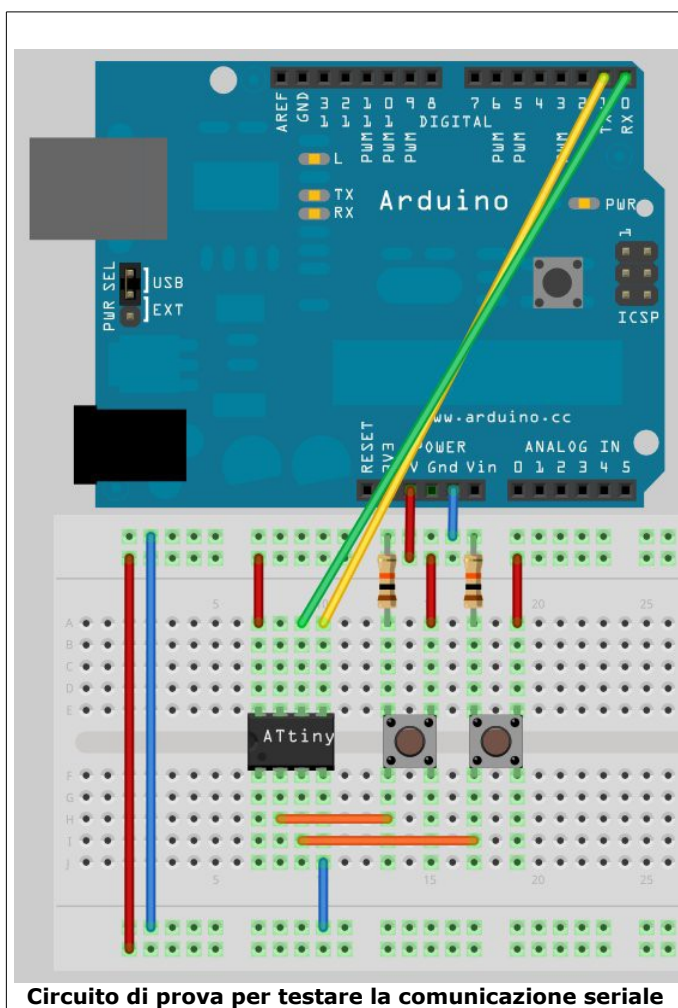 AREF
GND
13
12
11
10
9
8
7
6
5
4
3
2
TX
0
RX
PWM
PWM
PWM
DIGITAL
PWM
PWM
PWM
L
TX
RX
Arduino
PWR
1
ICSP
PWR SEL
USB
EXT
www.arduino.cc
RESET
3V3
POWER
V Gnd Vin
ANALOG IN
0 1 2 3 4 5
5
10
20
25
A
B
C
D
E
ATtiny
F
G
H
I
J
5
15
20
25
Circuito di prova per testare la comunicazione seriale